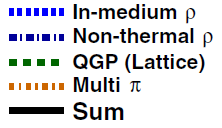 In-medium ρ
Non-thermal ρ
QGP (Lattice)
Multi π
Sum